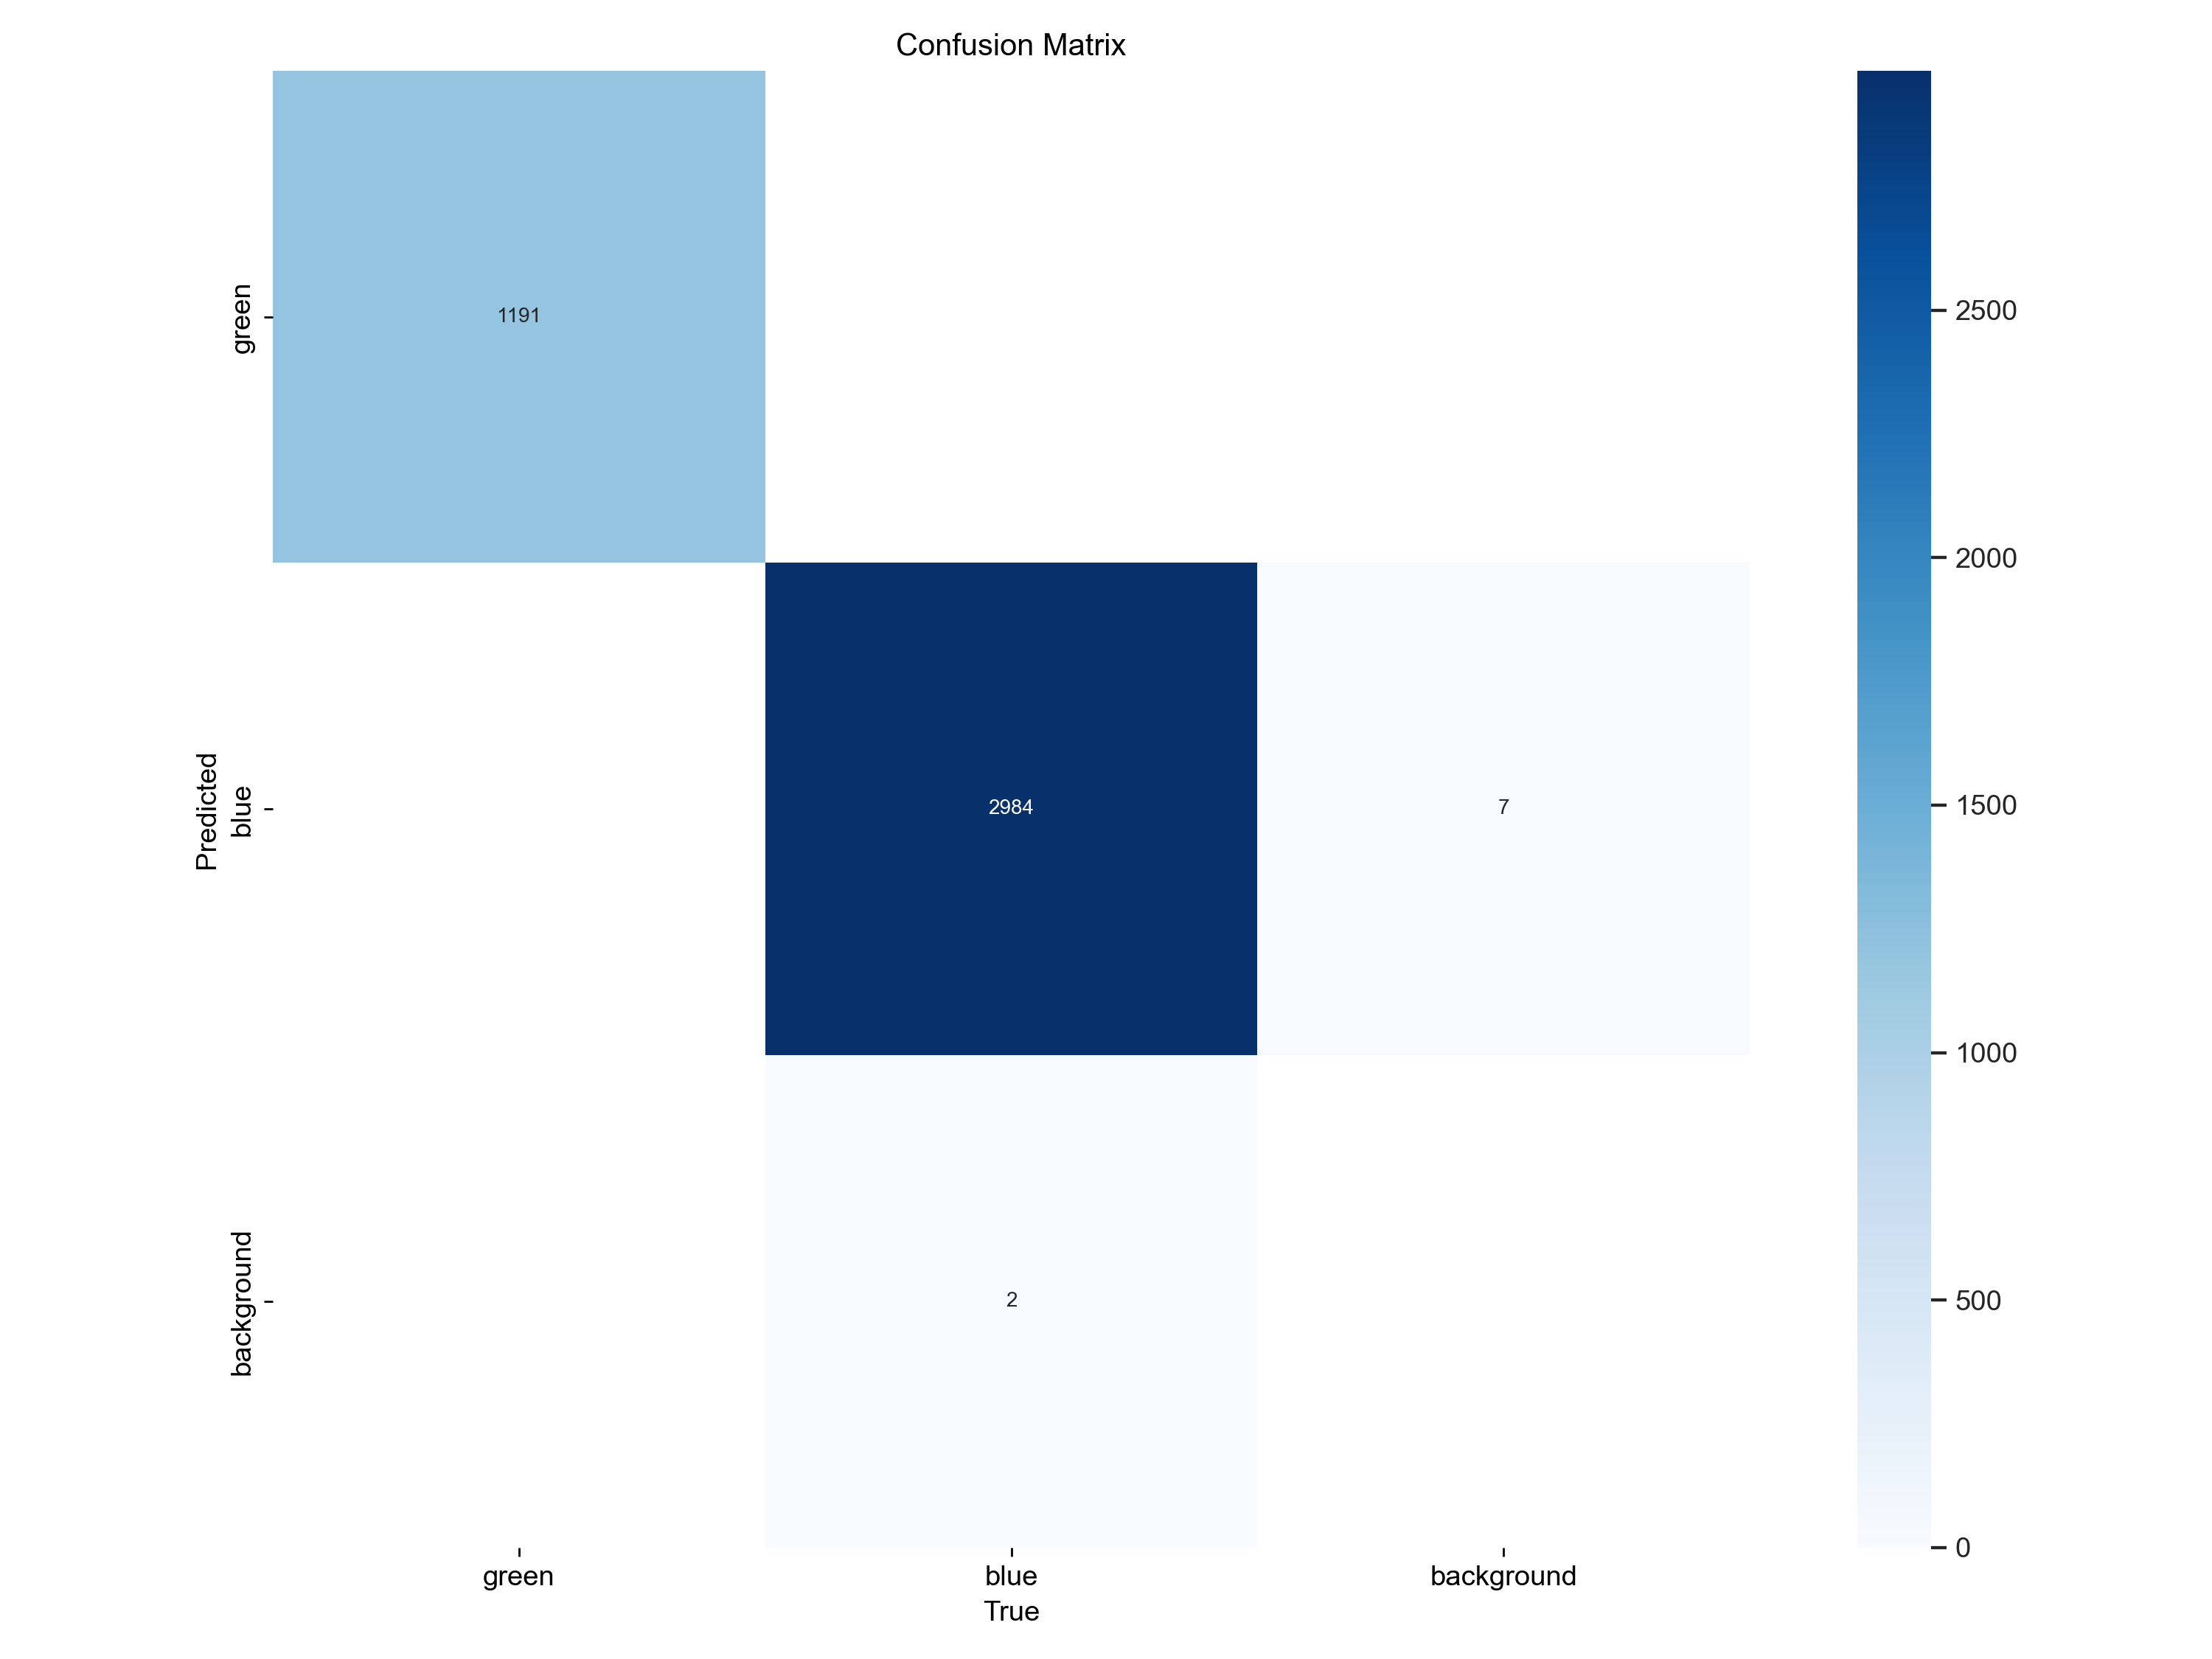 Confusion Matrix
green
1191
2500
2000
Predicted
blue
2984
7
1500
1000
background
2
500
0
green
blue
background
True